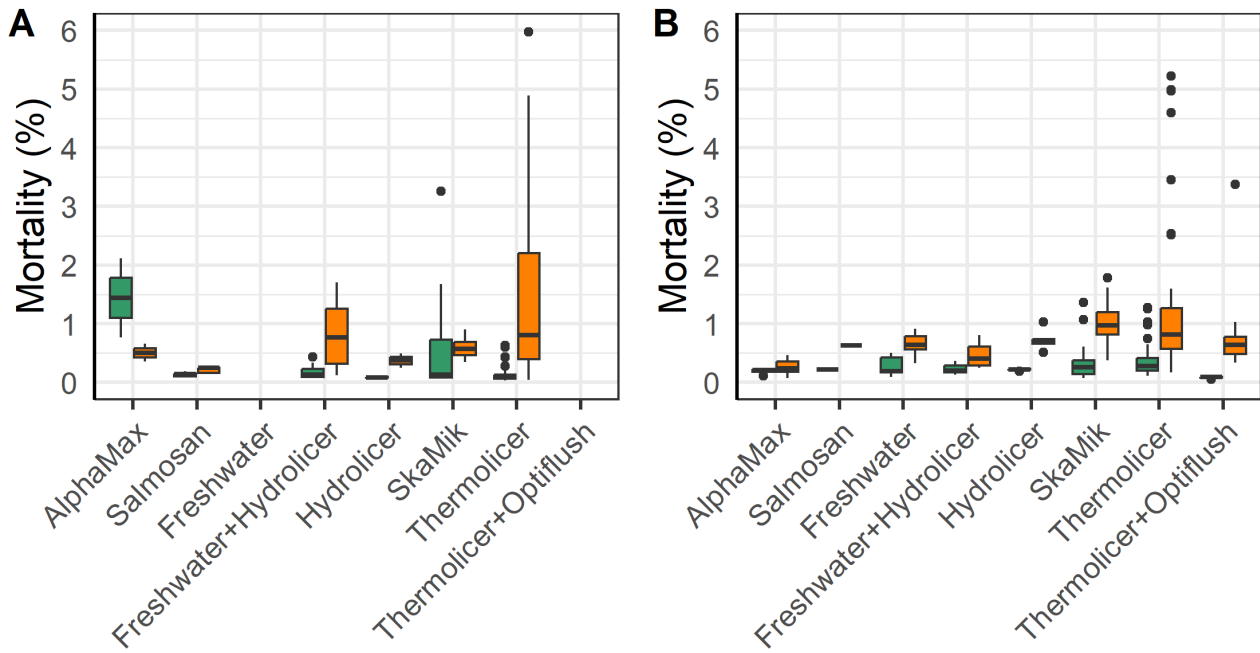 A
Mortality (%)
6
5
4
3
2
1
0
AlphaMax
Salmosan
Freshwater
Freshwater+Hydrolicer
Hydrolicer
SkaMik
Thermolicer
Thermolicer+Optiflush
B
Mortality (%)
6
5
4
3
2
1
0
AlphaMax
Salmosan
Freshwater
Freshwater+Hydrolicer
Hydrolicer
SkaMik
Thermolicer
Thermolicer+Optiflush